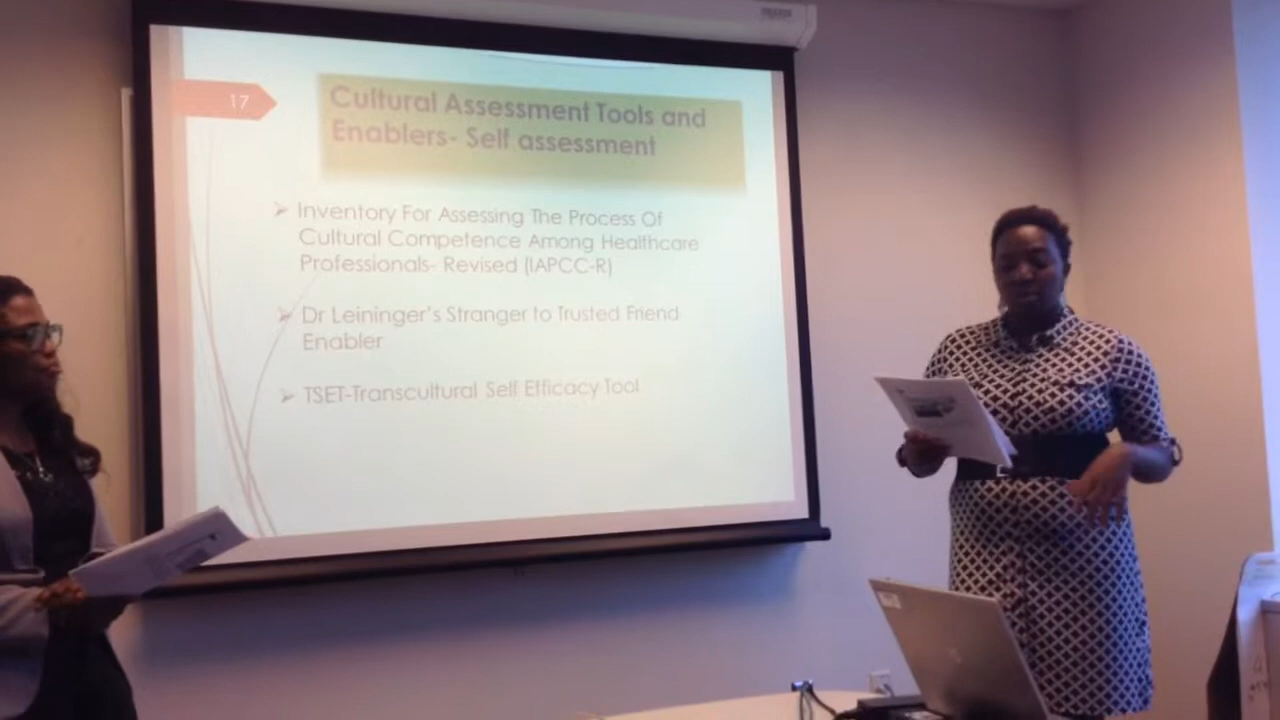 17
Cultural Assessment Tools and
Enablers- Self assessment
Inventory For Assessing The Process Of
Cultural Competence Among Healthcare
Professionals- Revised (IAPCC-R)
Dr Leininger's Stranger to Trusted Friend
Enabler
TSET-Transcultural Self Efficacy Tool